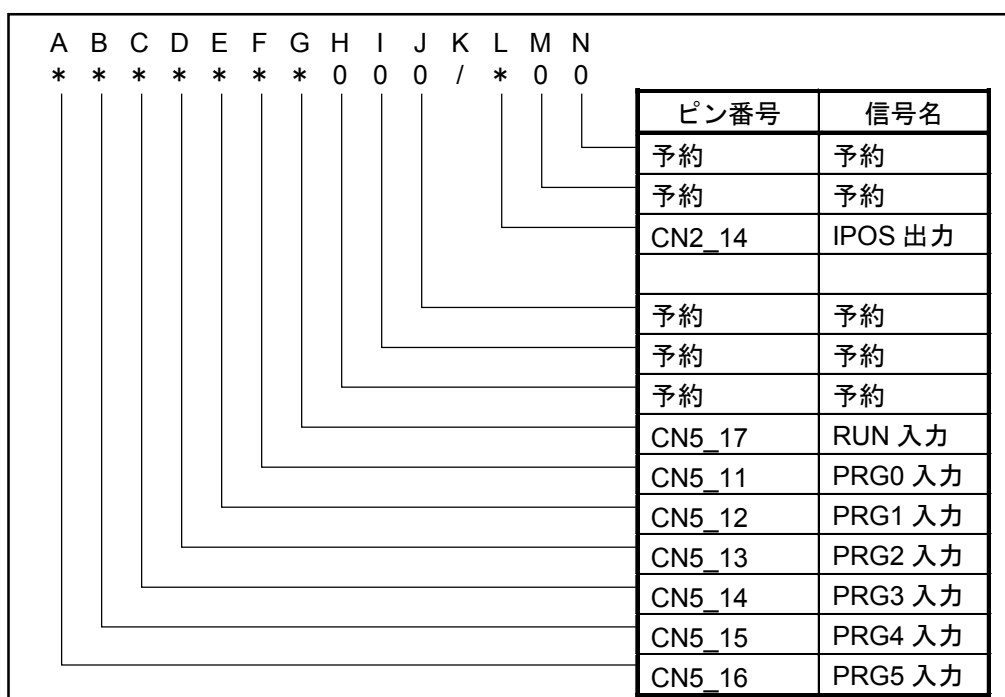 A B C D E F G H I J K L M N
* * * * * * * 0 0 0 / * 0 0
ピン番号 信号名
予約 予約
予約 予約
CN2_14 IPOS 出力
予約 予約
予約 予約
予約 予約
CN5_17 RUN 入力
CN5_11 PRG0 入力
CN5_12 PRG1 入力
CN5_13 PRG2 入力
CN5_14 PRG3 入力
CN5_15 PRG4 入力
CN5_16 PRG5 入力